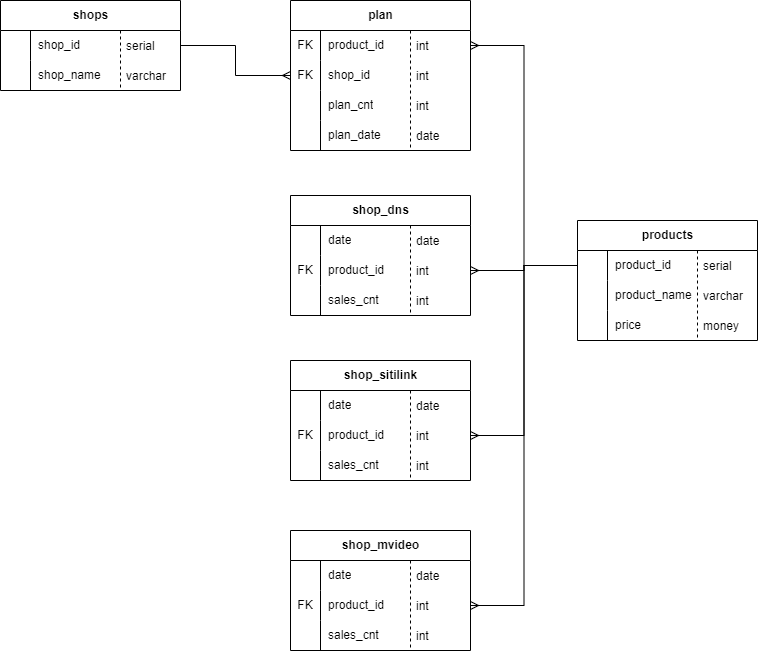 shops
shop_id serial
shop_name varchar
plan
FK product_id int
FK shop_id int
plan_cnt int
plan_date date
shop_dns
date date
FK product_id int
sales_cnt int
products
product_id serial
product_name varchar
price money
shop_sitilink
date date
FK product_id int
sales_cnt int
shop_mvideo
date date
FK product_id int
sales_cnt int